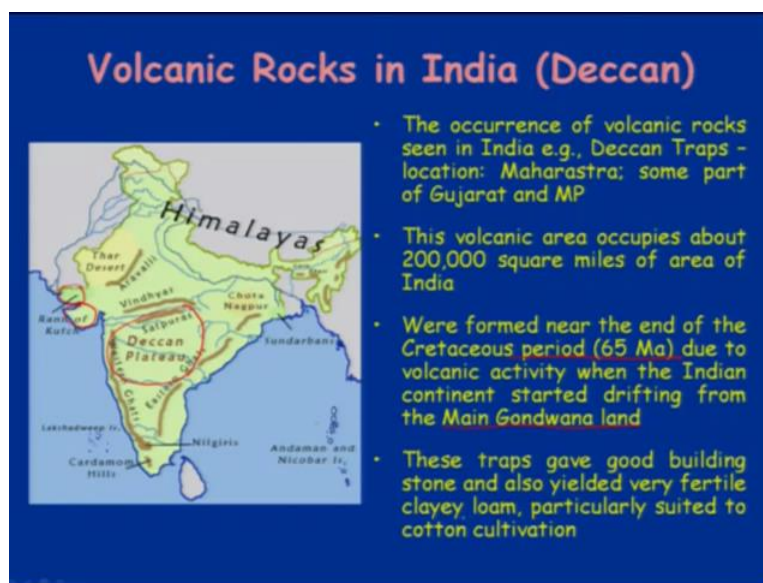 Volcanic Rocks in India (Deccan)
• The occurrence of volcanic rocks
seen in India e.g., Deccan Traps –
location: Maharastra; some part
of Gujarat and MP
• This volcanic area occupies about
200,000 square miles of area of
India
• Were formed near the end of the
Cretaceous period (65 Ma) due to
volcanic activity when the Indian
continent started drifting from
the Main Gondwana land
• These traps gave good building
stone and also yielded very fertile
clayey loam, particularly suited to
cotton cultivation
Himalayas
Thar
Desert
Aravalli
Vindhyas
Chota
Nagpur
Rann of
Kutch
Satpuras
Sundarbans
Deccan
Plateau
Western Ghats
Eastern Ghats
Lakshadweep Is.
Nilgiris
Andaman and
Nicobar Is.
Cardamom
Hills